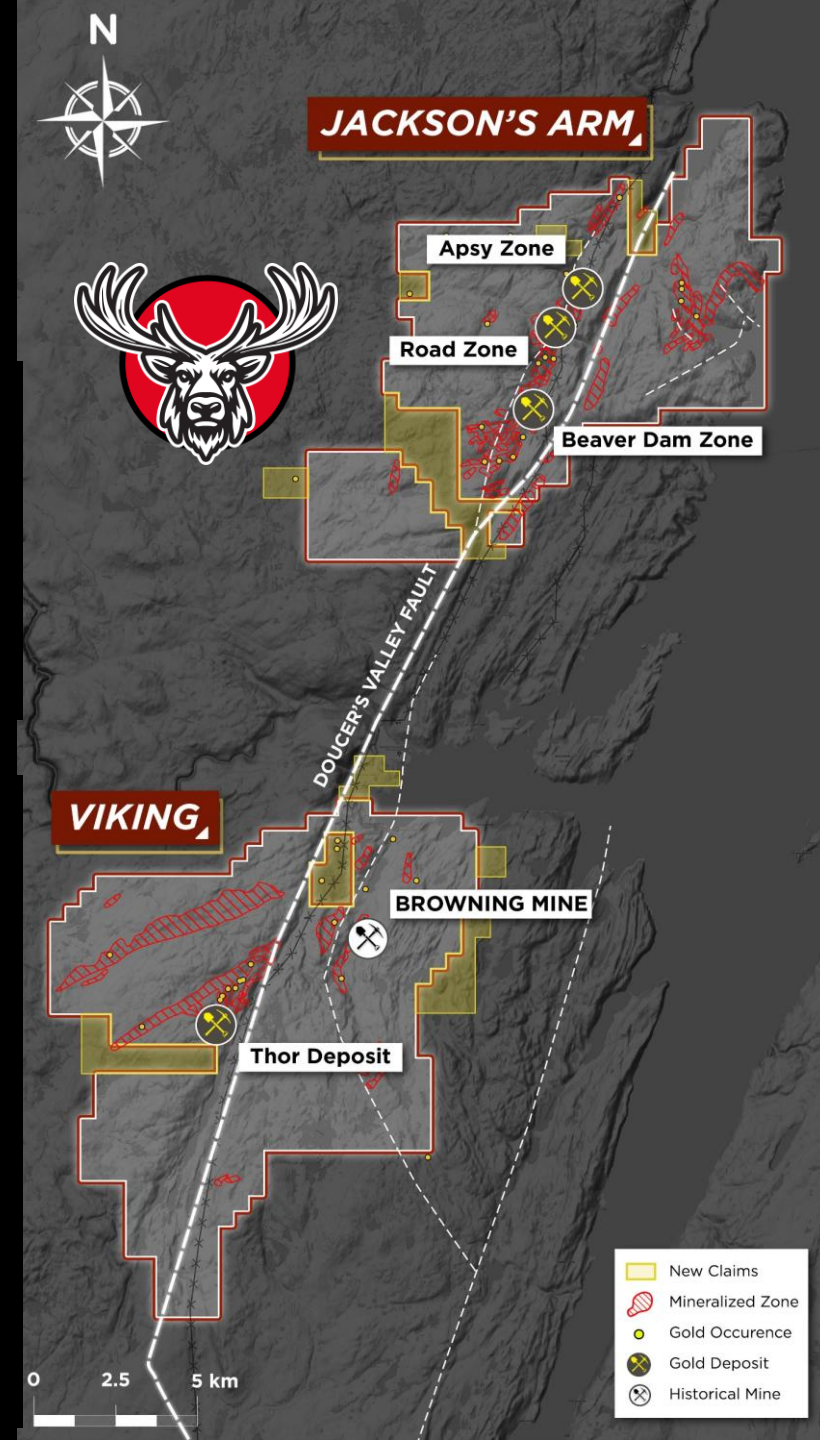 N
JACKSON'S ARM
Apsy Zone
Road Zone
Beaver Dam Zone
DOUCER'S VALLEY FAULT
VIKING
BROWNING MINE
Thor Deposit
New Claims
Mineralized Zone
Gold Occurence
Gold Deposit
Historical Mine
0 2.5 5 km